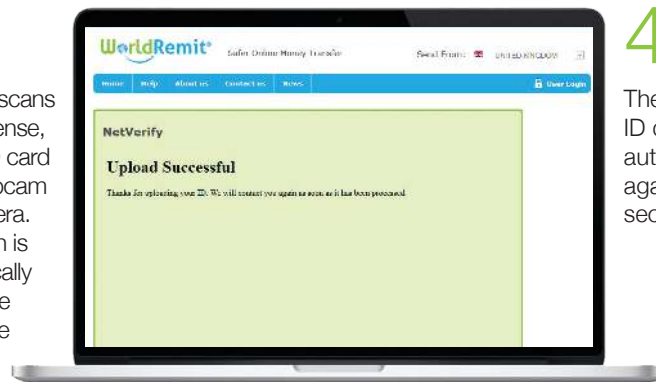 scans
ense,
card
ocam
era.
n is
cally
e
e
WorldRemit Safer Online Money Transfer Send From: UNITED KINGDOM
Home Help About us Contact us News User Login
NetVerify
Upload Successful
Thanks for uploading your ID. We will contact you again as soon as it has been processed.
4
The
ID c
aut
aga
sec